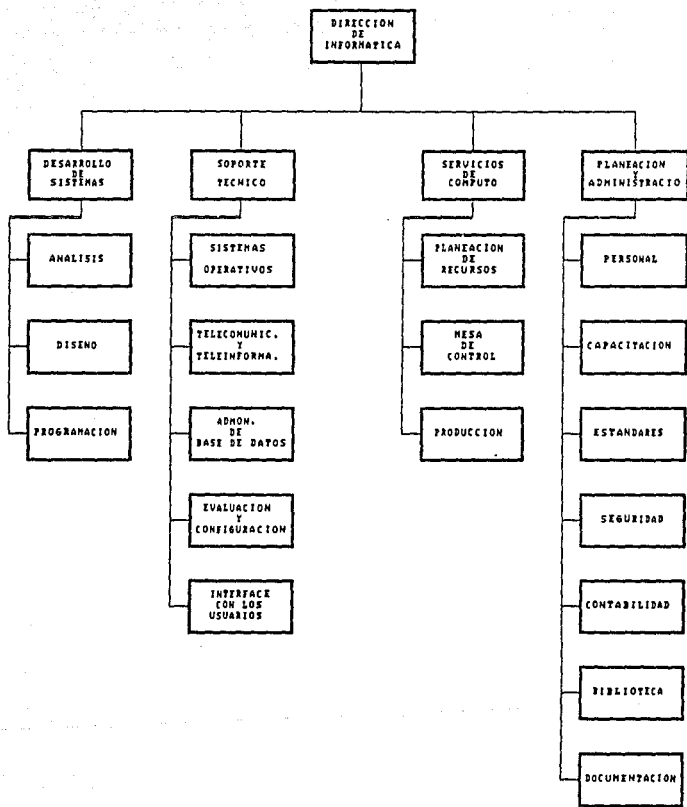 DIRECCION
DE
INFORMATICA
DESARROLLO
DE
SISTEMAS
SOPORTE
TECNICO
SERVICIOS
DE
COMPUTO
PLANEACION
Y
ADMINISTRACIO
ANALISIS
DISENO
PROGRAMACION
SISTEMAS
OPERATIVOS
TELECOMUNIC.
Y
TELEINFORMA.
ADMON.
DE
BASE DE DATOS
EVALUACION
Y
CONFIGURACION
INTERFACE
CON LOS
USUARIOS
PLANEACION
DE
RECURSOS
MESA
DE
CONTROL
PRODUCCION
PERSONAL
CAPACITACION
ESTANDARES
SEGURIDAD
CONTABILIDAD
BIBLIOTECA
DOCUMENTACION